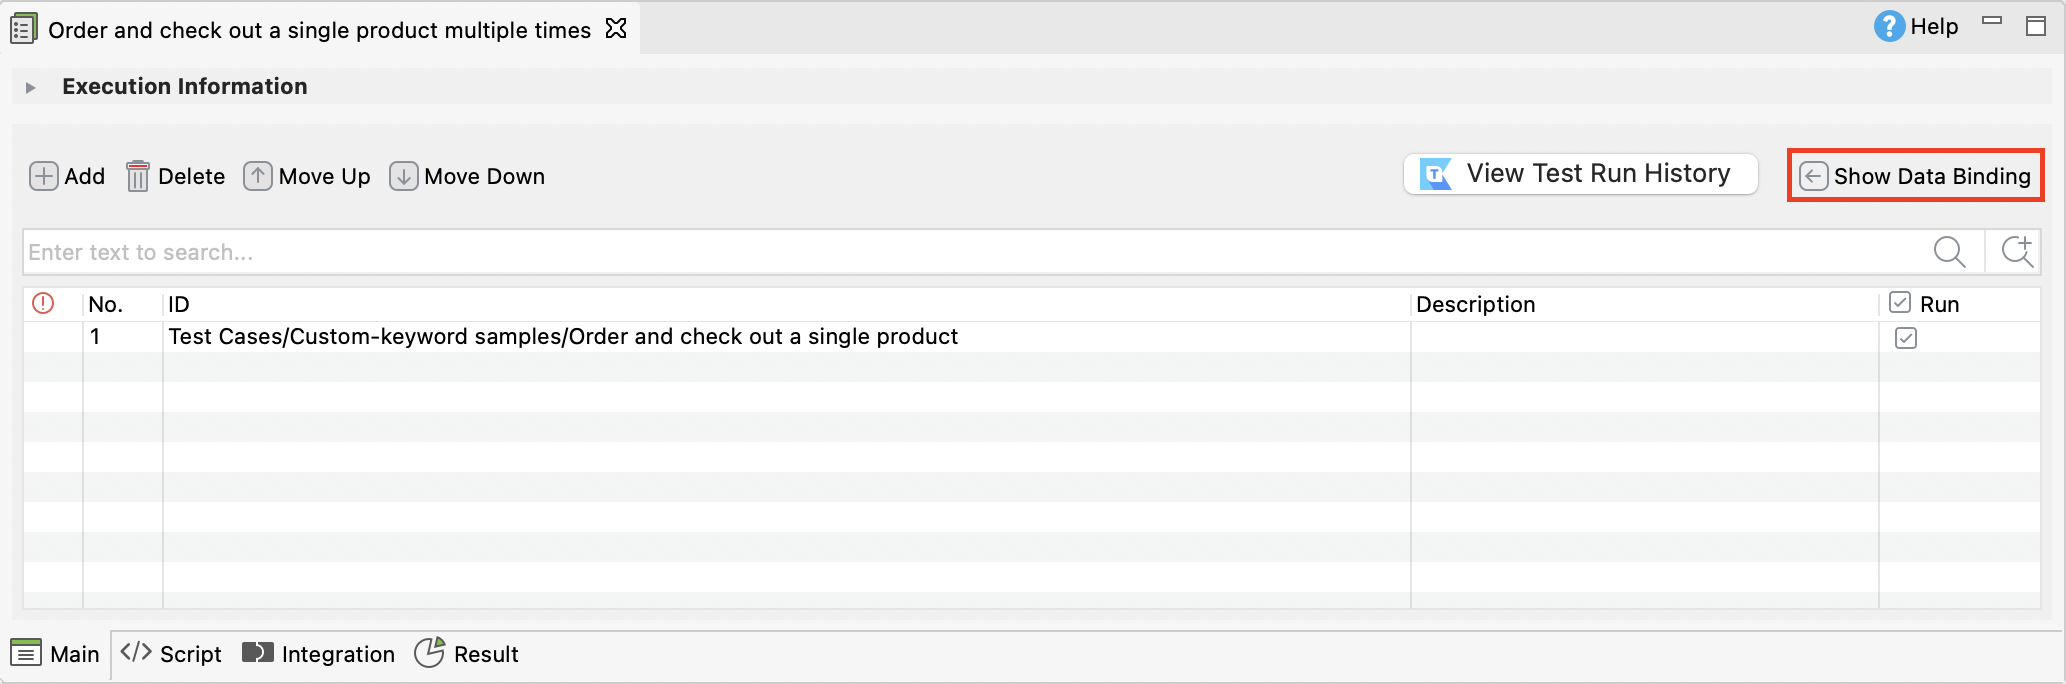 Order and check out a single product multiple times
? Help
Execution Information
Add Delete Move Up Move Down
T View Test Run History Show Data Binding
Enter text to search...
No. ID Description Run
1 Test Cases/Custom-keyword samples/Order and check out a single product
Main Script Integration Result